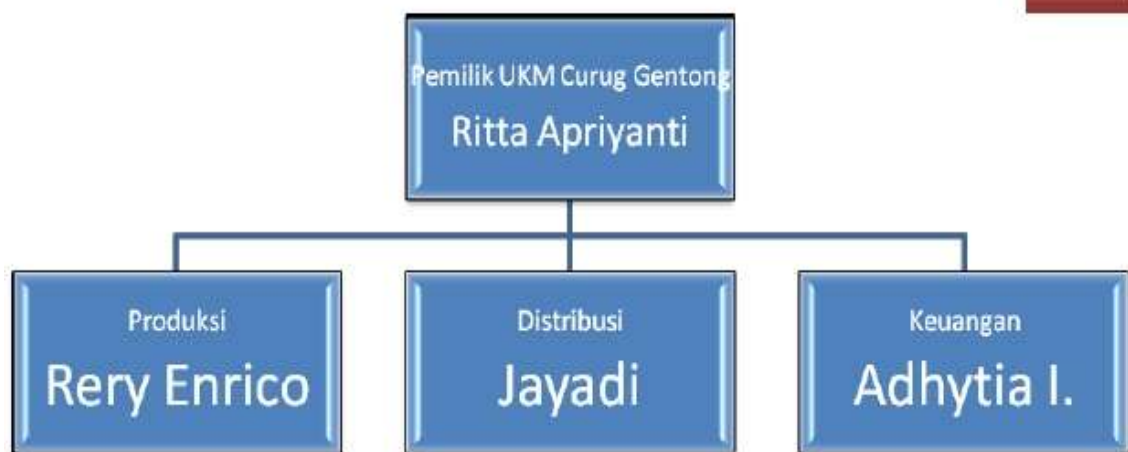 Pemilik UKM Curug Gentong
Ritta Apriyanti
Produksi
Rery Enrico
Distribusi
Jayadi
Keuangan
Adhytia I.